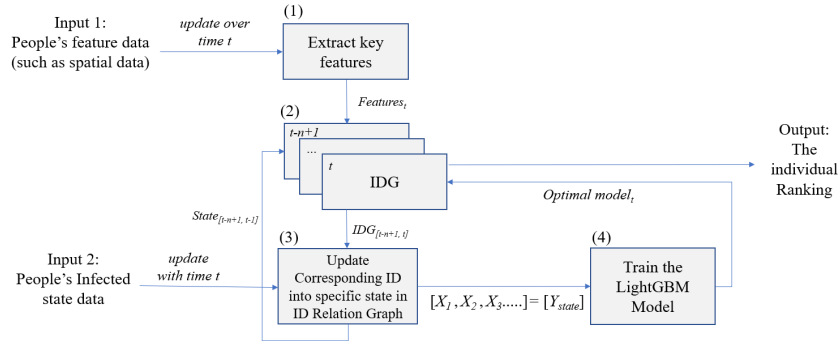 Input 1:
People's feature data
(such as spatial data)
update over
time t
(1)
Extract key
features
Features_t
(2)
t-n+1
...
t
IDG
Output:
The
individual
Ranking
Optimal model_t
State_[t-n+1, t-1]
IDG_[t-n+1, t]
Input 2:
People's Infected
state data
update
with time t
(3)
Update
Corresponding ID
into specific state in
ID Relation Graph
[X_1 , X_2 , X_3.....]= [Y_state]
(4)
Train the
LightGBM
Model